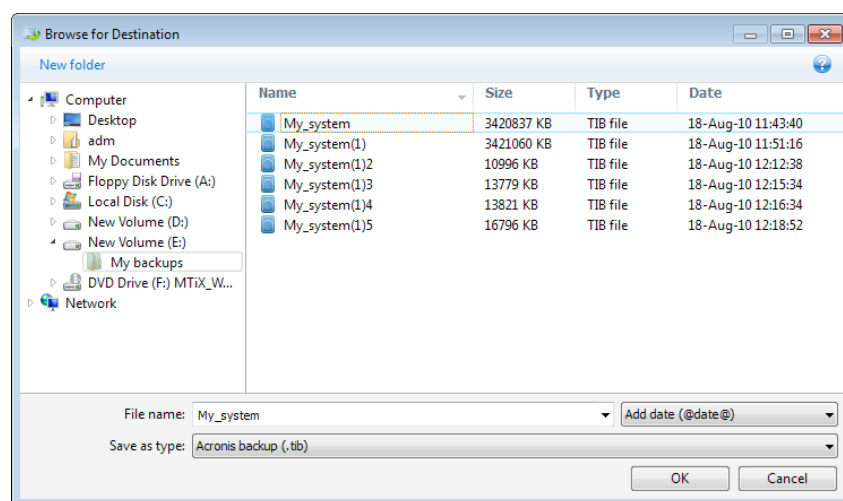 Browse for Destination
New folder
Computer
Desktop
adm
My Documents
Floppy Disk Drive (A:)
Local Disk (C:)
New Volume (D:)
New Volume (E:)
My backups
DVD Drive (F:) MTiX_W...
Network
Name Size Type Date
My_system 3420837 KB TIB file 18-Aug-10 11:43:40
My_system(1) 3421060 KB TIB file 18-Aug-10 11:51:16
My_system(1)2 10996 KB TIB file 18-Aug-10 12:12:38
My_system(1)3 13779 KB TIB file 18-Aug-10 12:15:34
My_system(1)4 13821 KB TIB file 18-Aug-10 12:16:34
My_system(1)5 16796 KB TIB file 18-Aug-10 12:18:52
File name: My_system Add date (@date@)
Save as type: Acronis backup (.tib)
OK Cancel